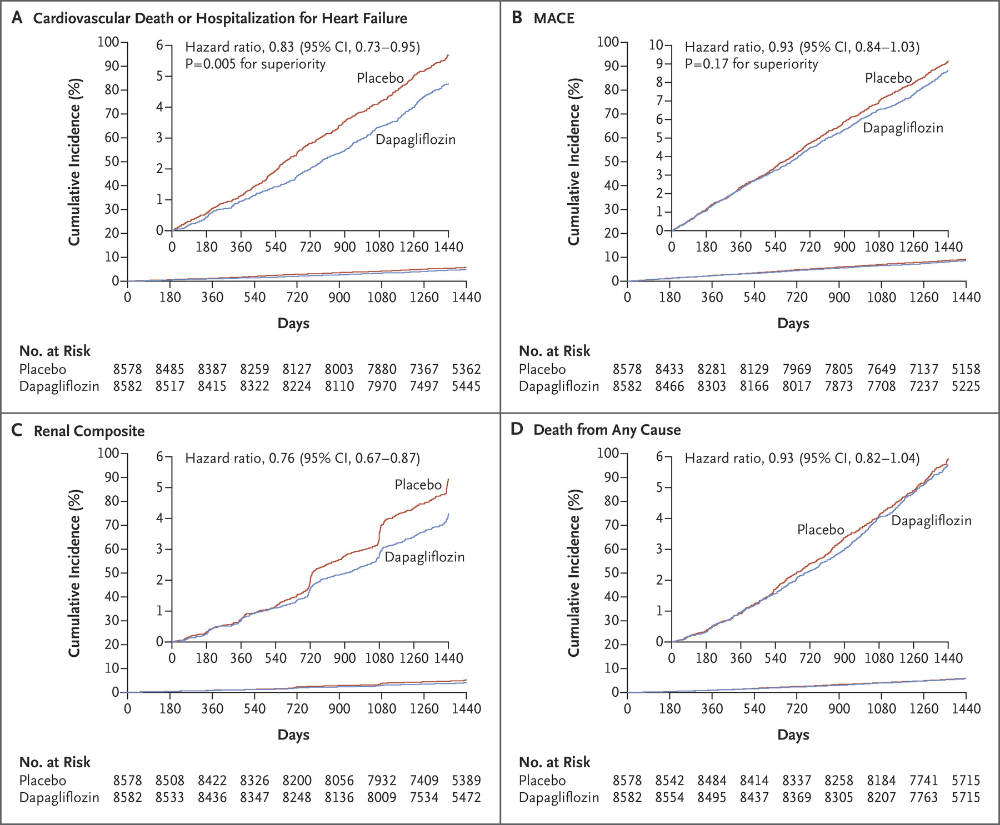 A Cardiovascular Death or Hospitalization for Heart Failure
Cumulative Incidence (%)
100
90
80
70
60
50
40
30
20
10
0
6
5
4
3
2
1
0
Hazard ratio, 0.83 (95% CI, 0.73–0.95)
P=0.005 for superiority
Placebo
Dapagliflozin
0 180 360 540 720 900 1080 1260 1440
0 180 360 540 720 900 1080 1260 1440
Days
No. at Risk
Placebo 8578 8485 8387 8259 8127 8003 7880 7367 5362
Dapagliflozin 8582 8517 8415 8322 8224 8110 7970 7497 5445
B MACE
Cumulative Incidence (%)
100
90
80
70
60
50
40
30
20
10
0
10
9
8
7
6
5
4
3
2
1
0
Hazard ratio, 0.93 (95% CI, 0.84–1.03)
P=0.17 for superiority
Placebo
Dapagliflozin
0 180 360 540 720 900 1080 1260 1440
0 180 360 540 720 900 1080 1260 1440
Days
No. at Risk
Placebo 8578 8433 8281 8129 7969 7805 7649 7137 5158
Dapagliflozin 8582 8466 8303 8166 8017 7873 7708 7237 5225
C Renal Composite
Cumulative Incidence (%)
100
90
80
70
60
50
40
30
20
10
0
6
5
4
3
2
1
0
Hazard ratio, 0.76 (95% CI, 0.67–0.87)
Placebo
Dapagliflozin
0 180 360 540 720 900 1080 1260 1440
0 180 360 540 720 900 1080 1260 1440
Days
No. at Risk
Placebo 8578 8508 8422 8326 8200 8056 7932 7409 5389
Dapagliflozin 8582 8533 8436 8347 8248 8136 8009 7534 5472
D Death from Any Cause
Cumulative Incidence (%)
100
90
80
70
60
50
40
30
20
10
0
6
5
4
3
2
1
0
Hazard ratio, 0.93 (95% CI, 0.82–1.04)
Placebo
Dapagliflozin
0 180 360 540 720 900 1080 1260 1440
0 180 360 540 720 900 1080 1260 1440
Days
No. at Risk
Placebo 8578 8542 8484 8414 8337 8258 8184 7741 5715
Dapagliflozin 8582 8554 8495 8437 8369 8305 8207 7763 5715